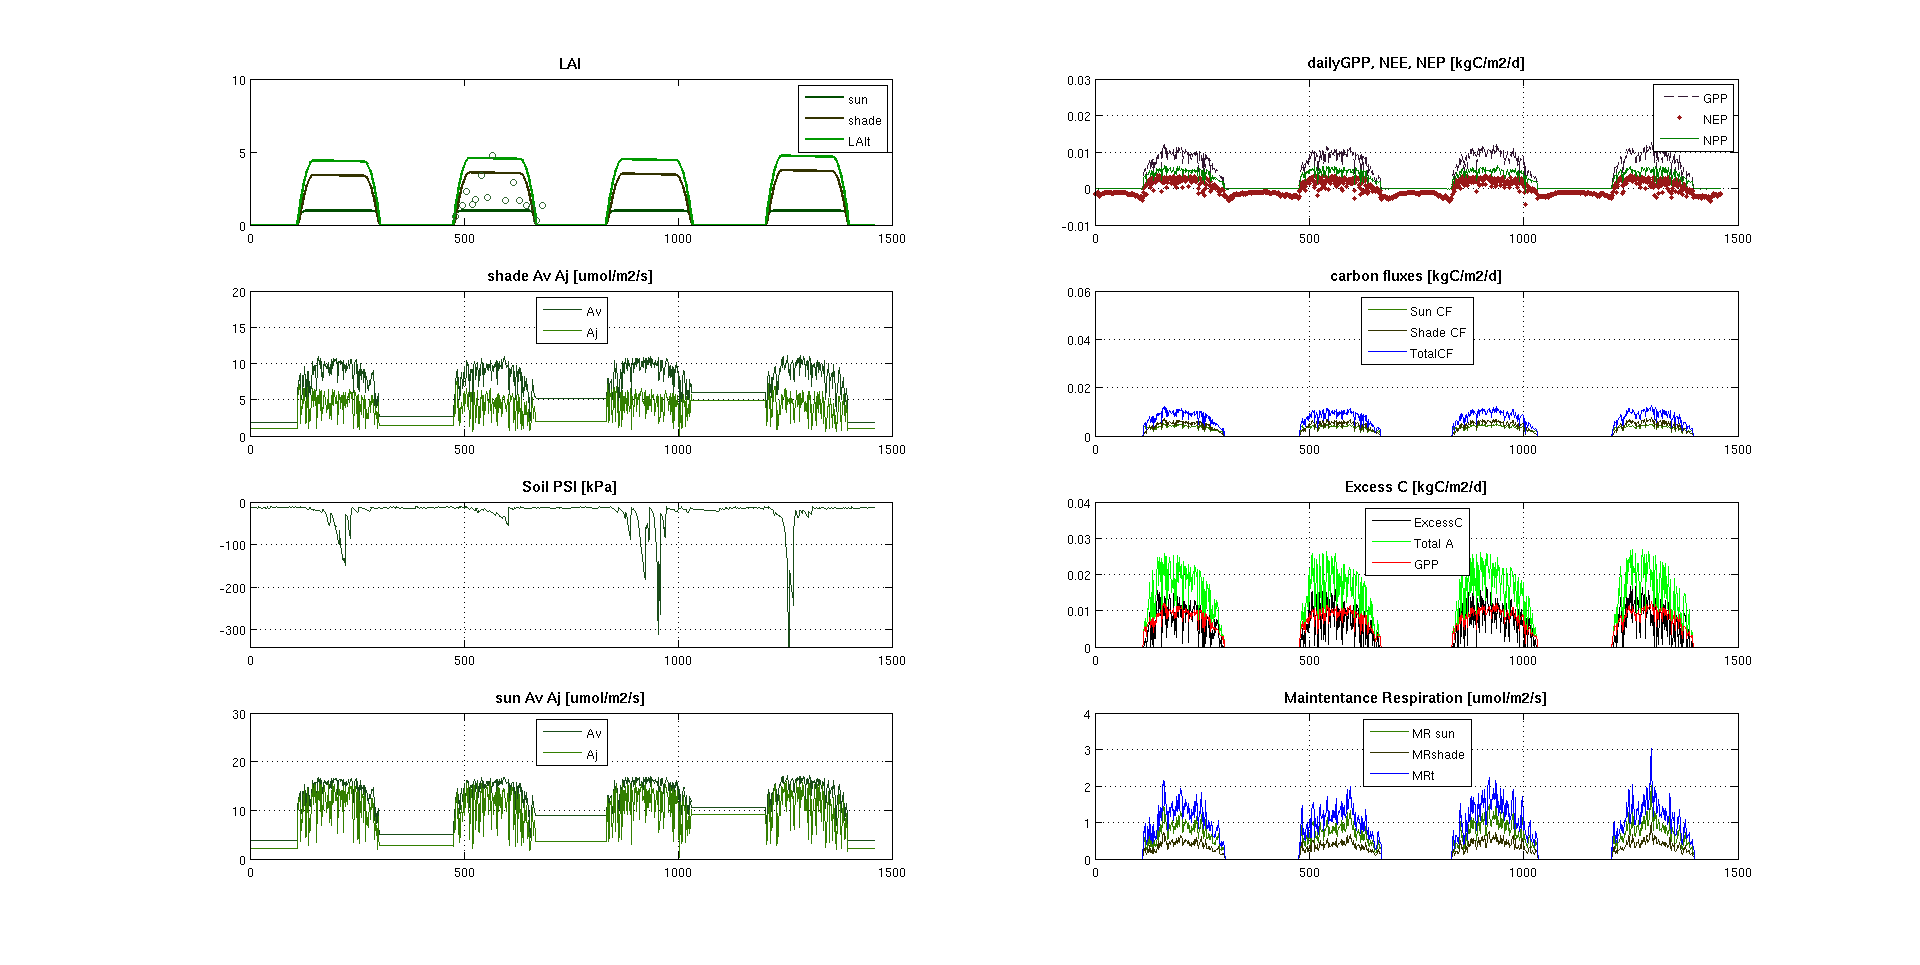 LAI
10
5
0
0
500
1000
1500
sun
shade
LAIt
dailyGPP, NEE, NEP [kgC/m2/d]
0.03
0.02
0.01
0
-0.01
0
500
1000
1500
GPP
NEP
NPP
shade Av Aj [umol/m2/s]
20
15
10
5
0
0
500
1000
1500
Av
Aj
carbon fluxes [kgC/m2/d]
0.06
0.04
0.02
0
0
500
1000
1500
Sun CF
Shade CF
TotalCF
Soil PSI [kPa]
0
-100
-200
-300
0
500
1000
1500
Excess C [kgC/m2/d]
0.04
0.03
0.02
0.01
0
0
500
1000
1500
ExcessC
Total A
GPP
sun Av Aj [umol/m2/s]
30
20
10
0
0
500
1000
1500
Av
Aj
Maintentance Respiration [umol/m2/s]
4
3
2
1
0
0
500
1000
1500
MR sun
MRshade
MRt